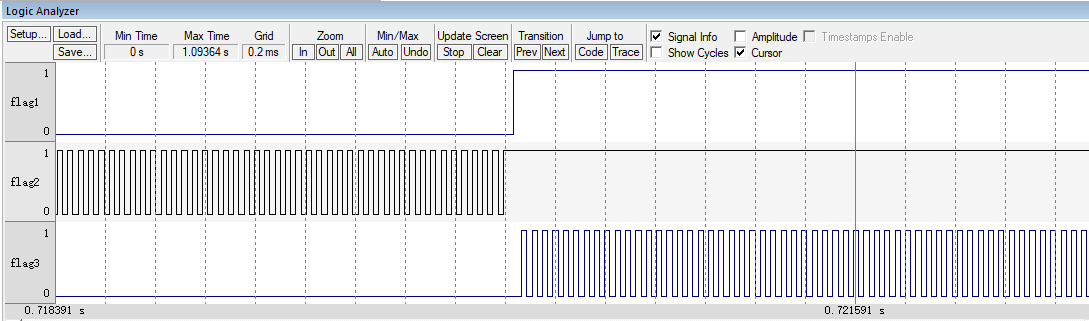 Logic Analyzer
Setup... Load... Min Time Max Time Grid Zoom Min/Max Update Screen Transition Jump to Signal Info Amplitude Timestamps Enable
Save... 0 s 1.09364 s 0.2 ms In Out All Auto Undo Stop Clear Prev Next Code Trace Show Cycles Cursor
1
flag1
0
1
flag2
0
1
flag3
0
0.718391 s 0.721591 s